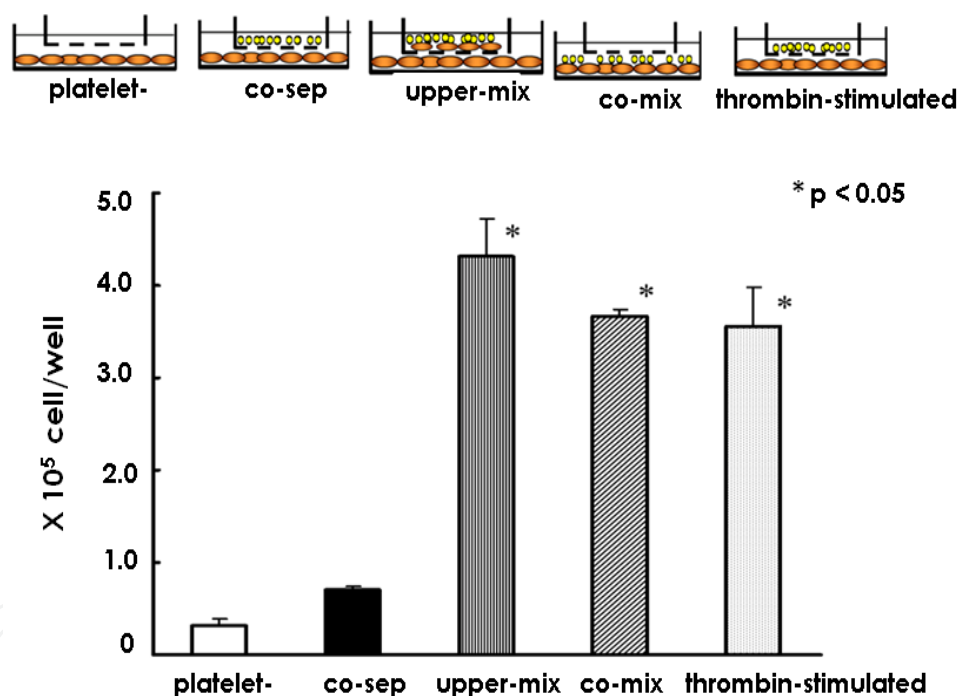 platelet- co-sep upper-mix co-mix thrombin-stimulated
* p < 0.05
5.0
4.0
3.0
2.0
1.0
0
X 10⁵ cell/well
*
*
*
platelet- co-sep upper-mix co-mix thrombin-stimulated